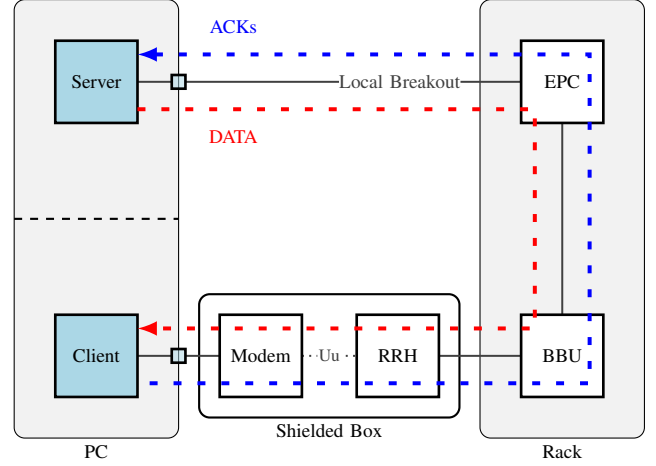 ACKs
Server
Local Breakout
EPC
DATA
Client
Modem
Uu
RRH
BBU
Shielded Box
PC
Rack